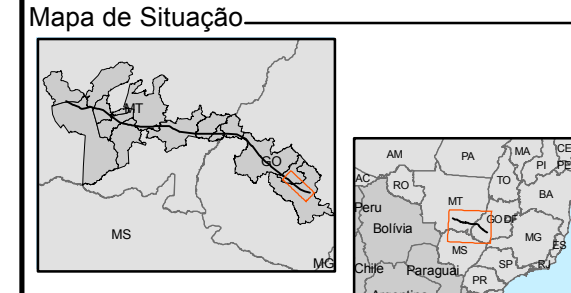 Mapa de Situação
MT
GO
MS
MG
AM
PA
MA
CE
PI
PE
AC
RO
TO
BA
Peru
MT
Bolívia
GO
DF
MG
ES
MS
Chile
Paraguai
SP
RJ
PR
Argentina